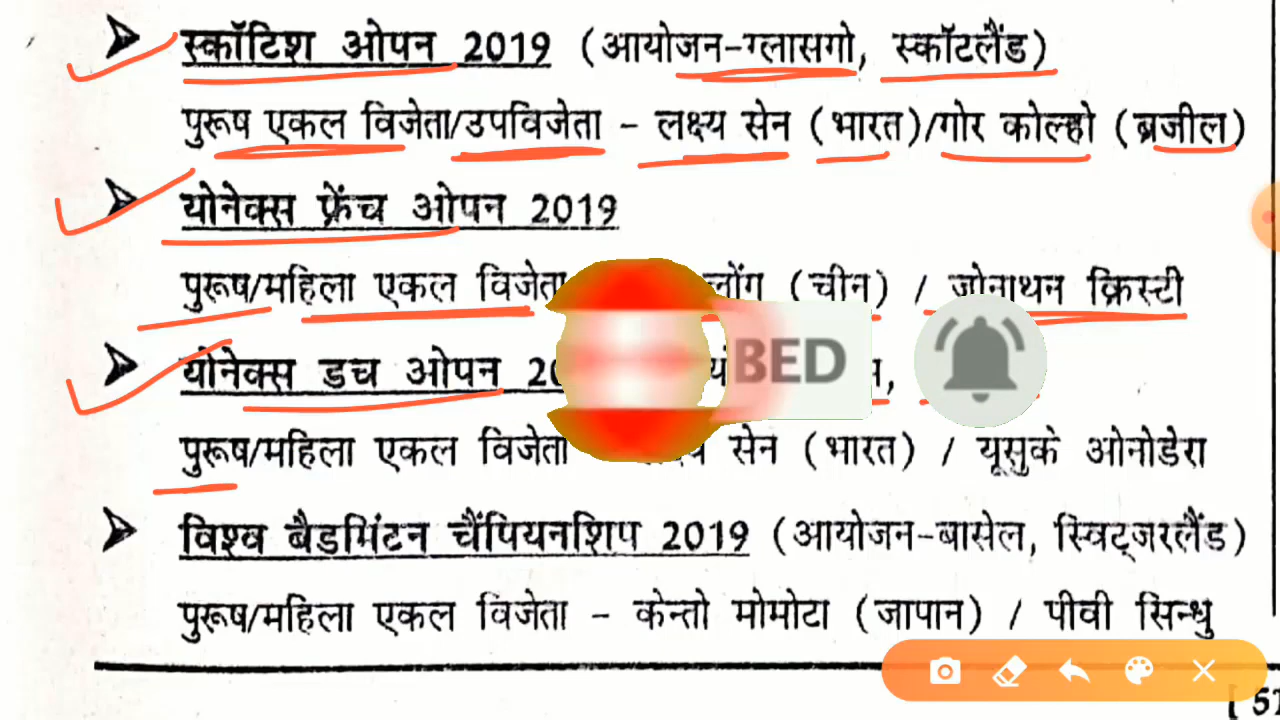 स्कॉटिश ओपन 2019 (आयोजन-ग्लासगो, स्कॉटलैंड)
पुरूष एकल विजेता/उपविजेता - लक्ष्य सेन (भारत)/गोर कोल्हो (ब्रजील)
योनेक्स फ्रेंच ओपन 2019
पुरूष/महिला एकल विजेता लोंग (चीन) / जोनाथन क्रिस्टी
योनेक्स डच ओपन
BED
पुरूष/महिला एकल विजेता सेन (भारत) / यूसुके ओनोडेरा
विश्व बैडमिंटन चैंपियनशिप 2019 (आयोजन-बासेल, स्विट्जरलैंड)
पुरूष/महिला एकल विजेता - केन्तो मोमोटा (जापान) / पीवी सिन्धु